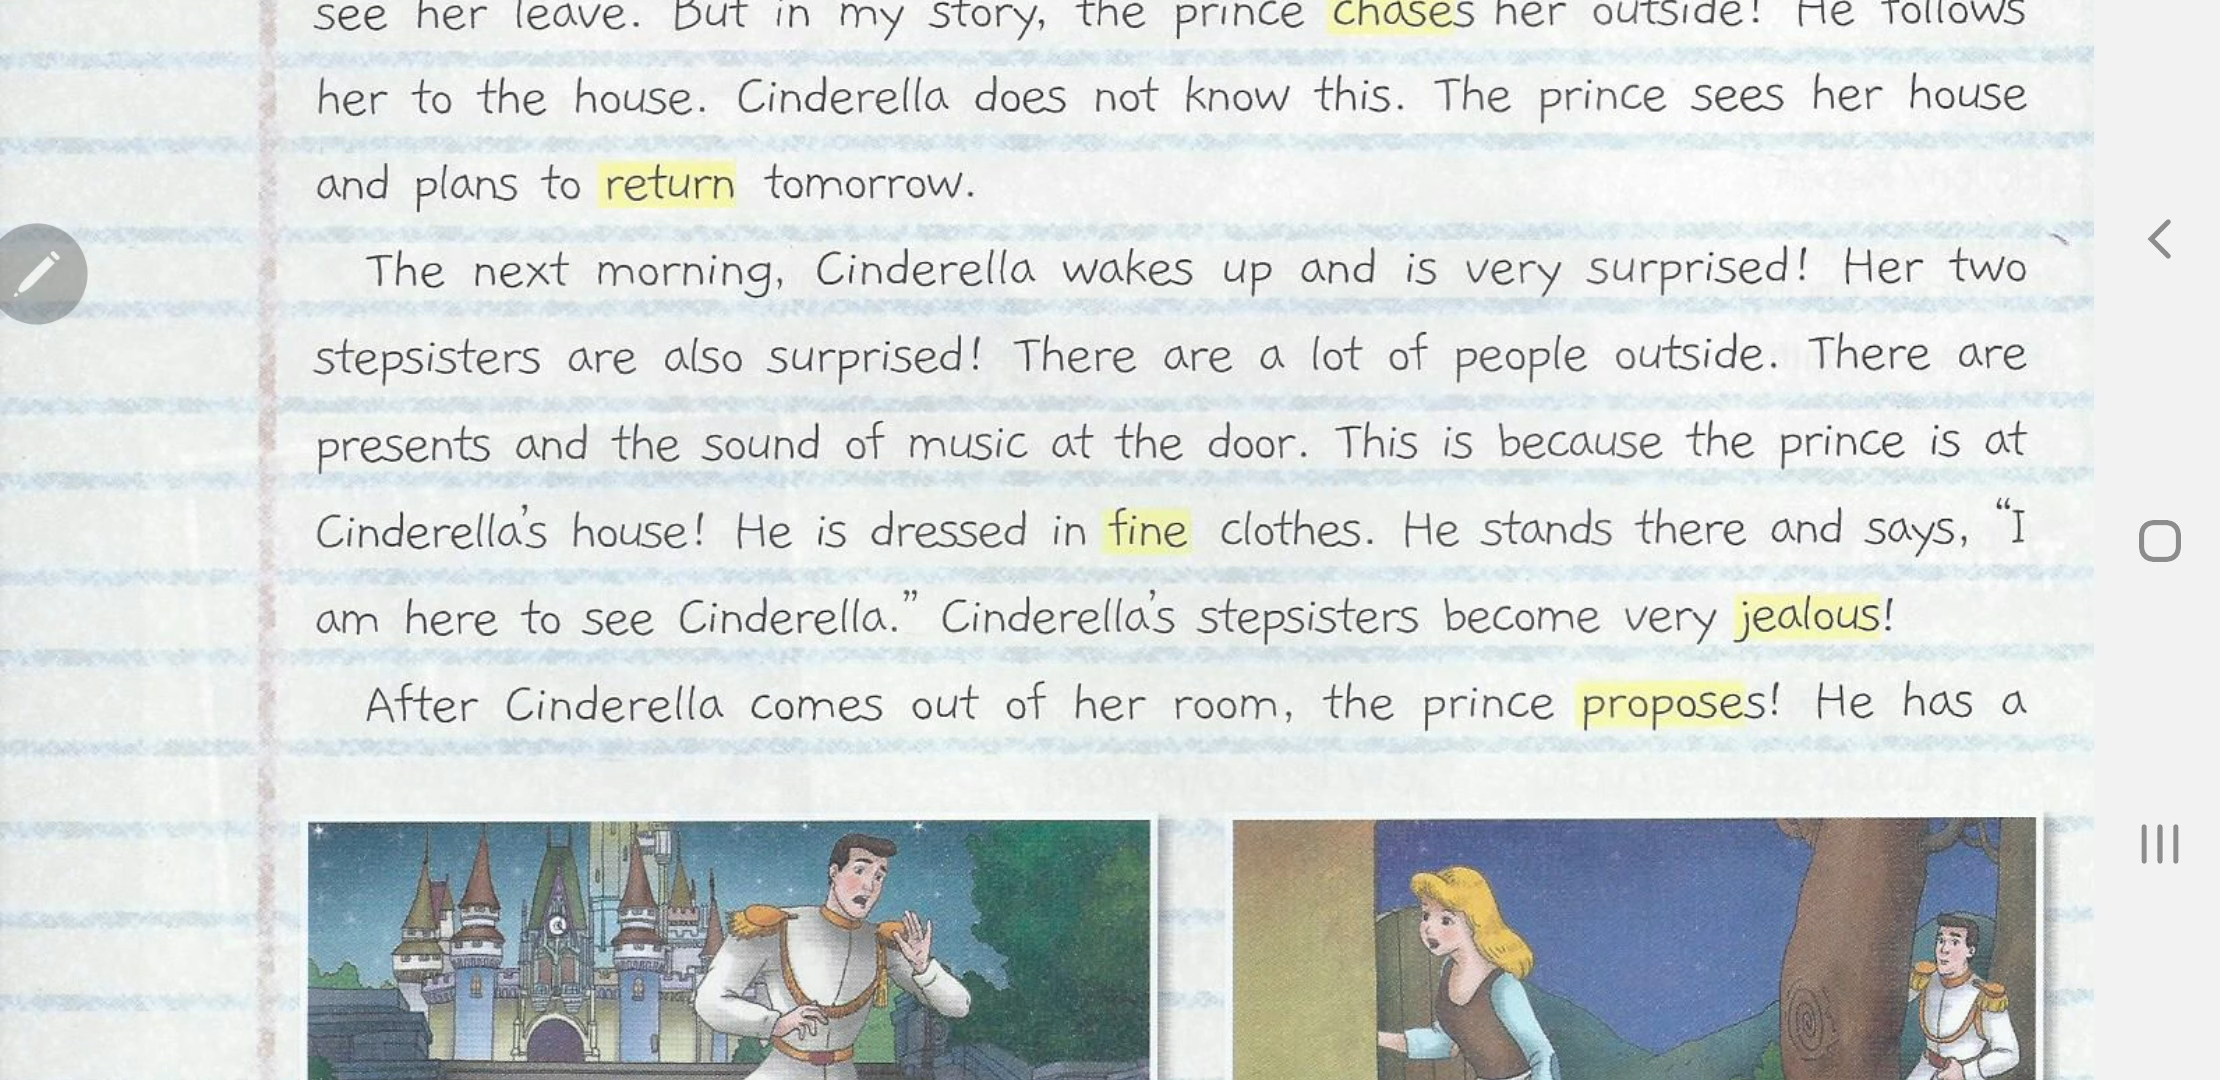 see her leave. But in my story, the prince chases her outside! He follows
her to the house. Cinderella does not know this. The prince sees her house
and plans to return tomorrow.
The next morning, Cinderella wakes up and is very surprised! Her two
stepsisters are also surprised! There are a lot of people outside. There are
presents and the sound of music at the door. This is because the prince is at
Cinderella's house! He is dressed in fine clothes. He stands there and says, “I
am here to see Cinderella.” Cinderella's stepsisters become very jealous!
After Cinderella comes out of her room, the prince proposes! He has a